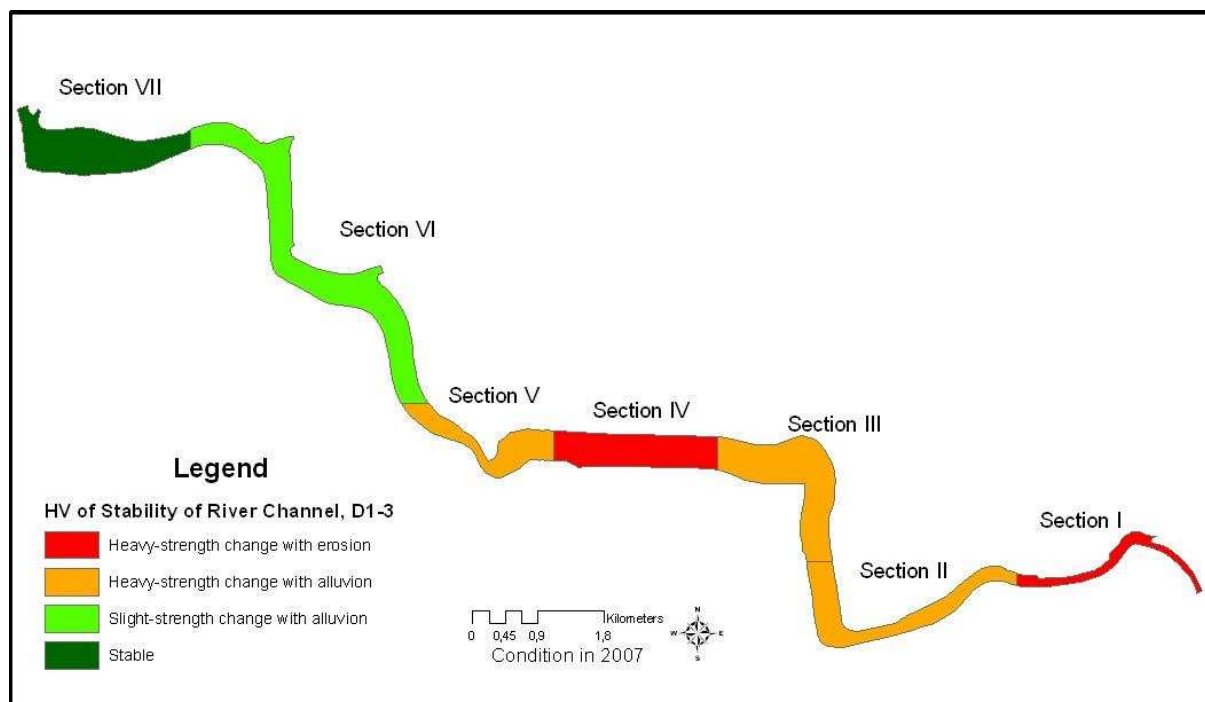 Section VII
Section VI
Section V
Section IV
Section III
Section II
Section I
Legend
HV of Stability of River Channel, D1-3
Heavy-strength change with erosion
Heavy-strength change with alluvion
Slight-strength change with alluvion
Stable
Kilometers
0 0,45 0,9 1,8
Condition in 2007
N
W E
S